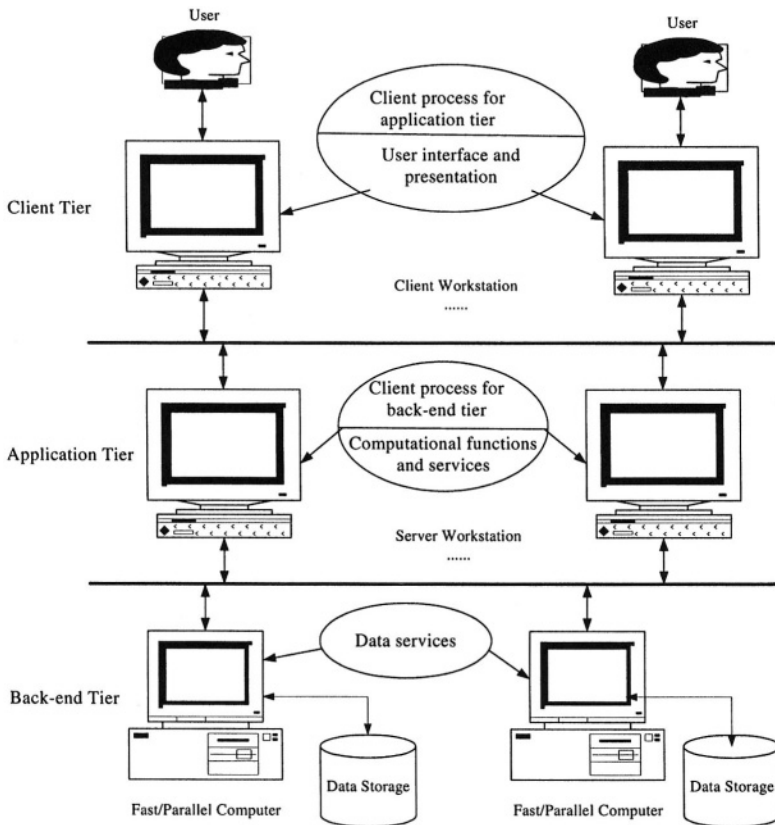 User
User
Client process for
application tier
User interface and
presentation
Client Tier
Client Workstation
......
Client process for
back-end tier
Application Tier
Computational functions
and services
Server Workstation
......
Data services
Back-end Tier
Data Storage
Data Storage
Fast/Parallel Computer
Fast/Parallel Computer